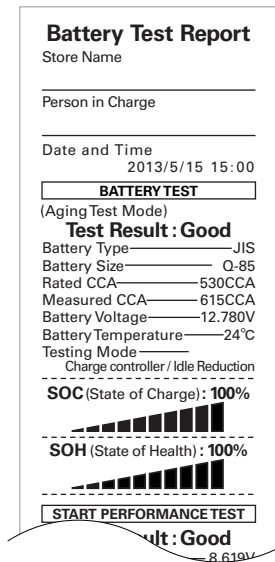 Battery Test Report
Store Name
Person in Charge
Date and Time
2013/5/15 15:00
BATTERY TEST
(Aging Test Mode)
Test Result : Good
Battery Type JIS
Battery Size Q-85
Rated CCA 530CCA
Measured CCA 615CCA
Battery Voltage 12.780V
Battery Temperature 24°C
Testing Mode
Charge controller / Idle Reduction
SOC (State of Charge) : 100%
SOH (State of Health) : 100%
START PERFORMANCE TEST
ult : Good
8.619V